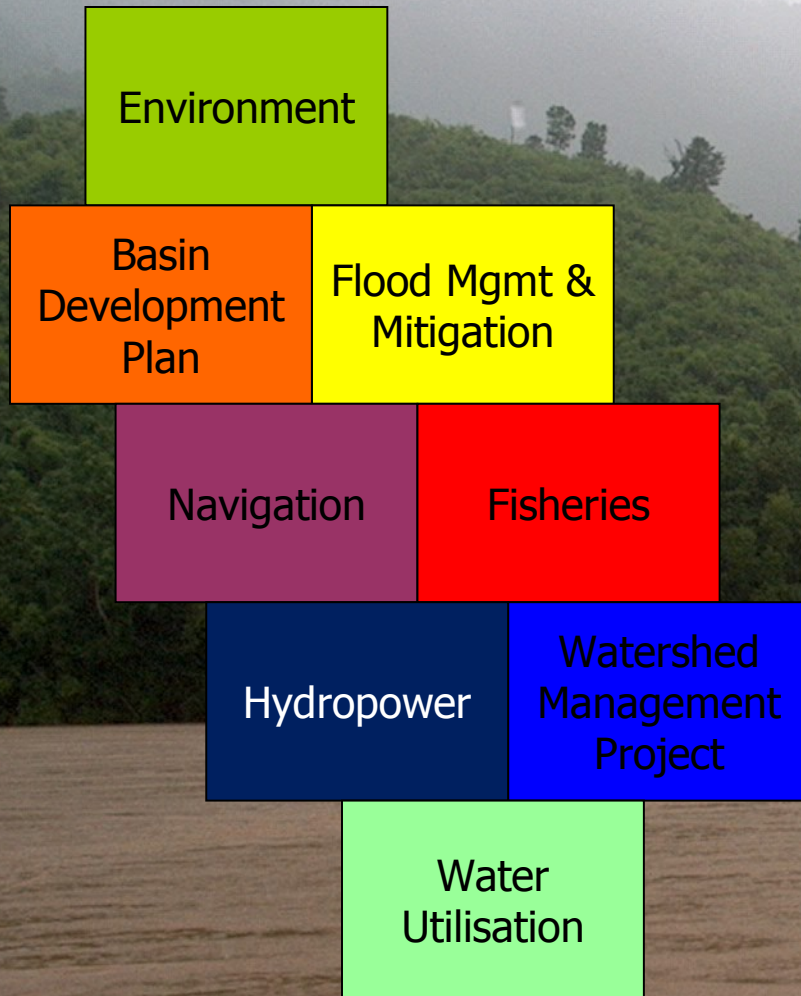 Environment
Basin
Development
Plan
Flood Mgmt &
Mitigation
Navigation
Fisheries
Hydropower
Watershed
Management
Project
Water
Utilisation